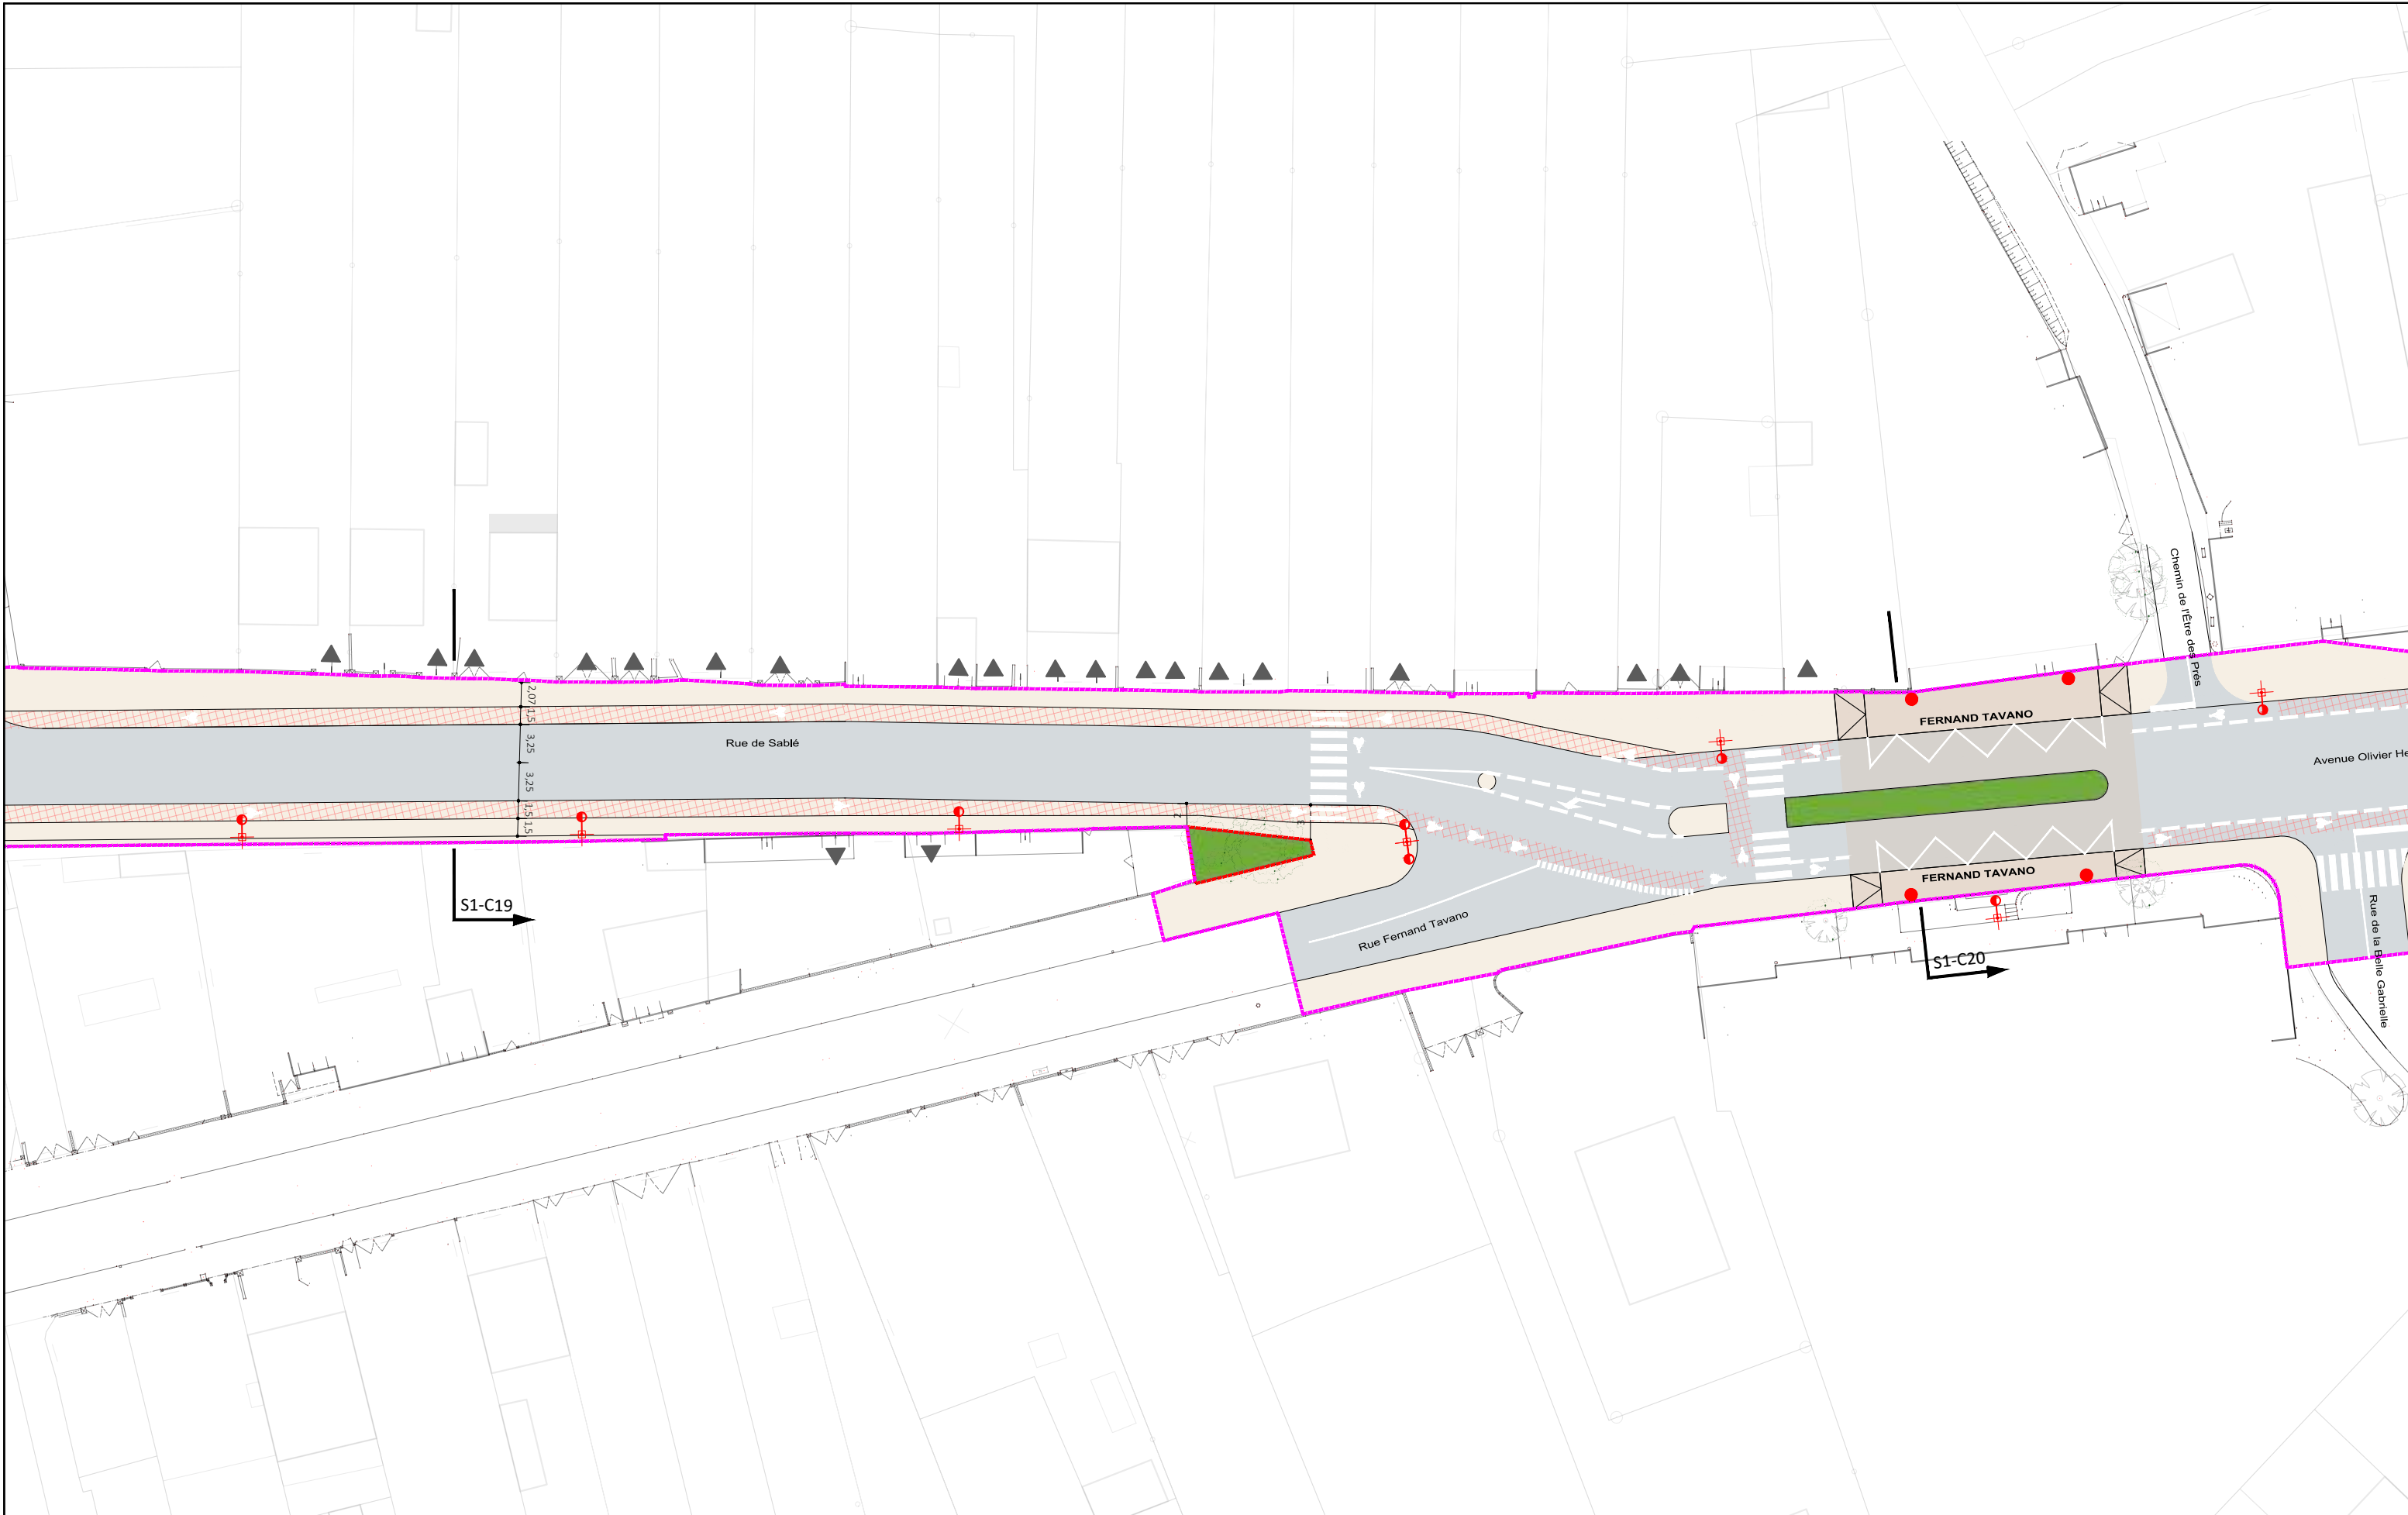 Chemin de l'Être des Prés
2,07
1,5
3,25
3,25
1,5
1,5
Rue de Sablé
FERNAND TAVANO
Avenue Olivier He
2
3
FERNAND TAVANO
S1-C19
Rue Fernand Tavano
S1-C20
Rue de la Belle Gabrielle